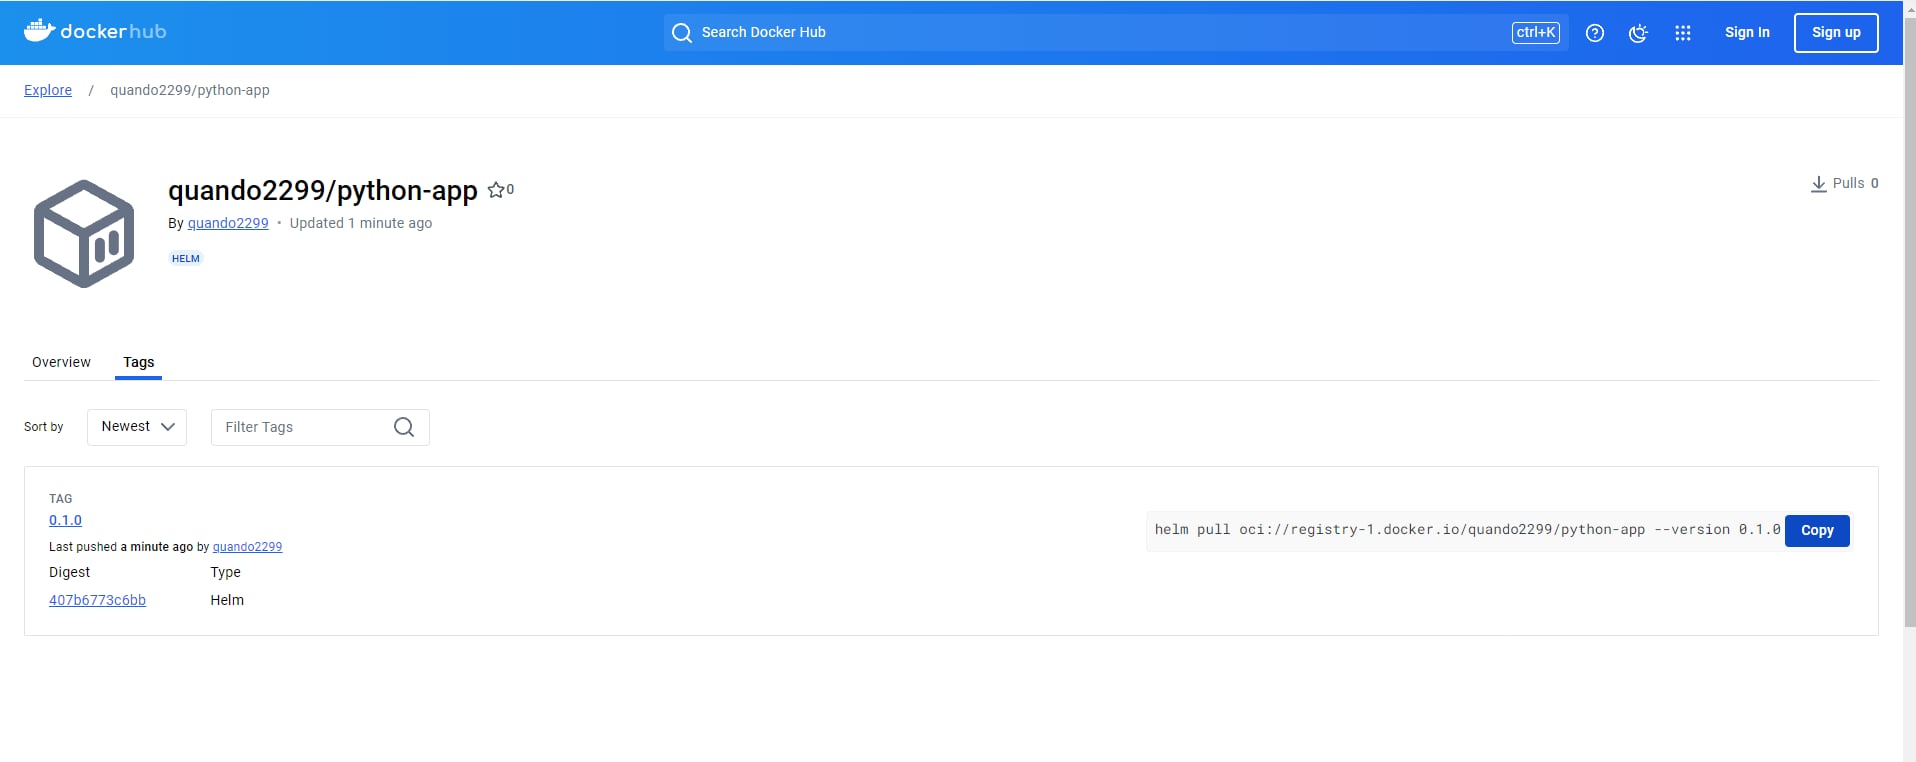 dockerhub
Search Docker Hub
ctrl+K
Sign In
Sign up
Explore / quando2299/python-app
quando2299/python-app 0
Pulls 0
By quando2299 • Updated 1 minute ago
HELM
Overview Tags
Sort by Newest Filter Tags
TAG
0.1.0
helm pull oci://registry-1.docker.io/quando2299/python-app --version 0.1.0 Copy
Last pushed a minute ago by quando2299
Digest Type
407b6773c6bb Helm